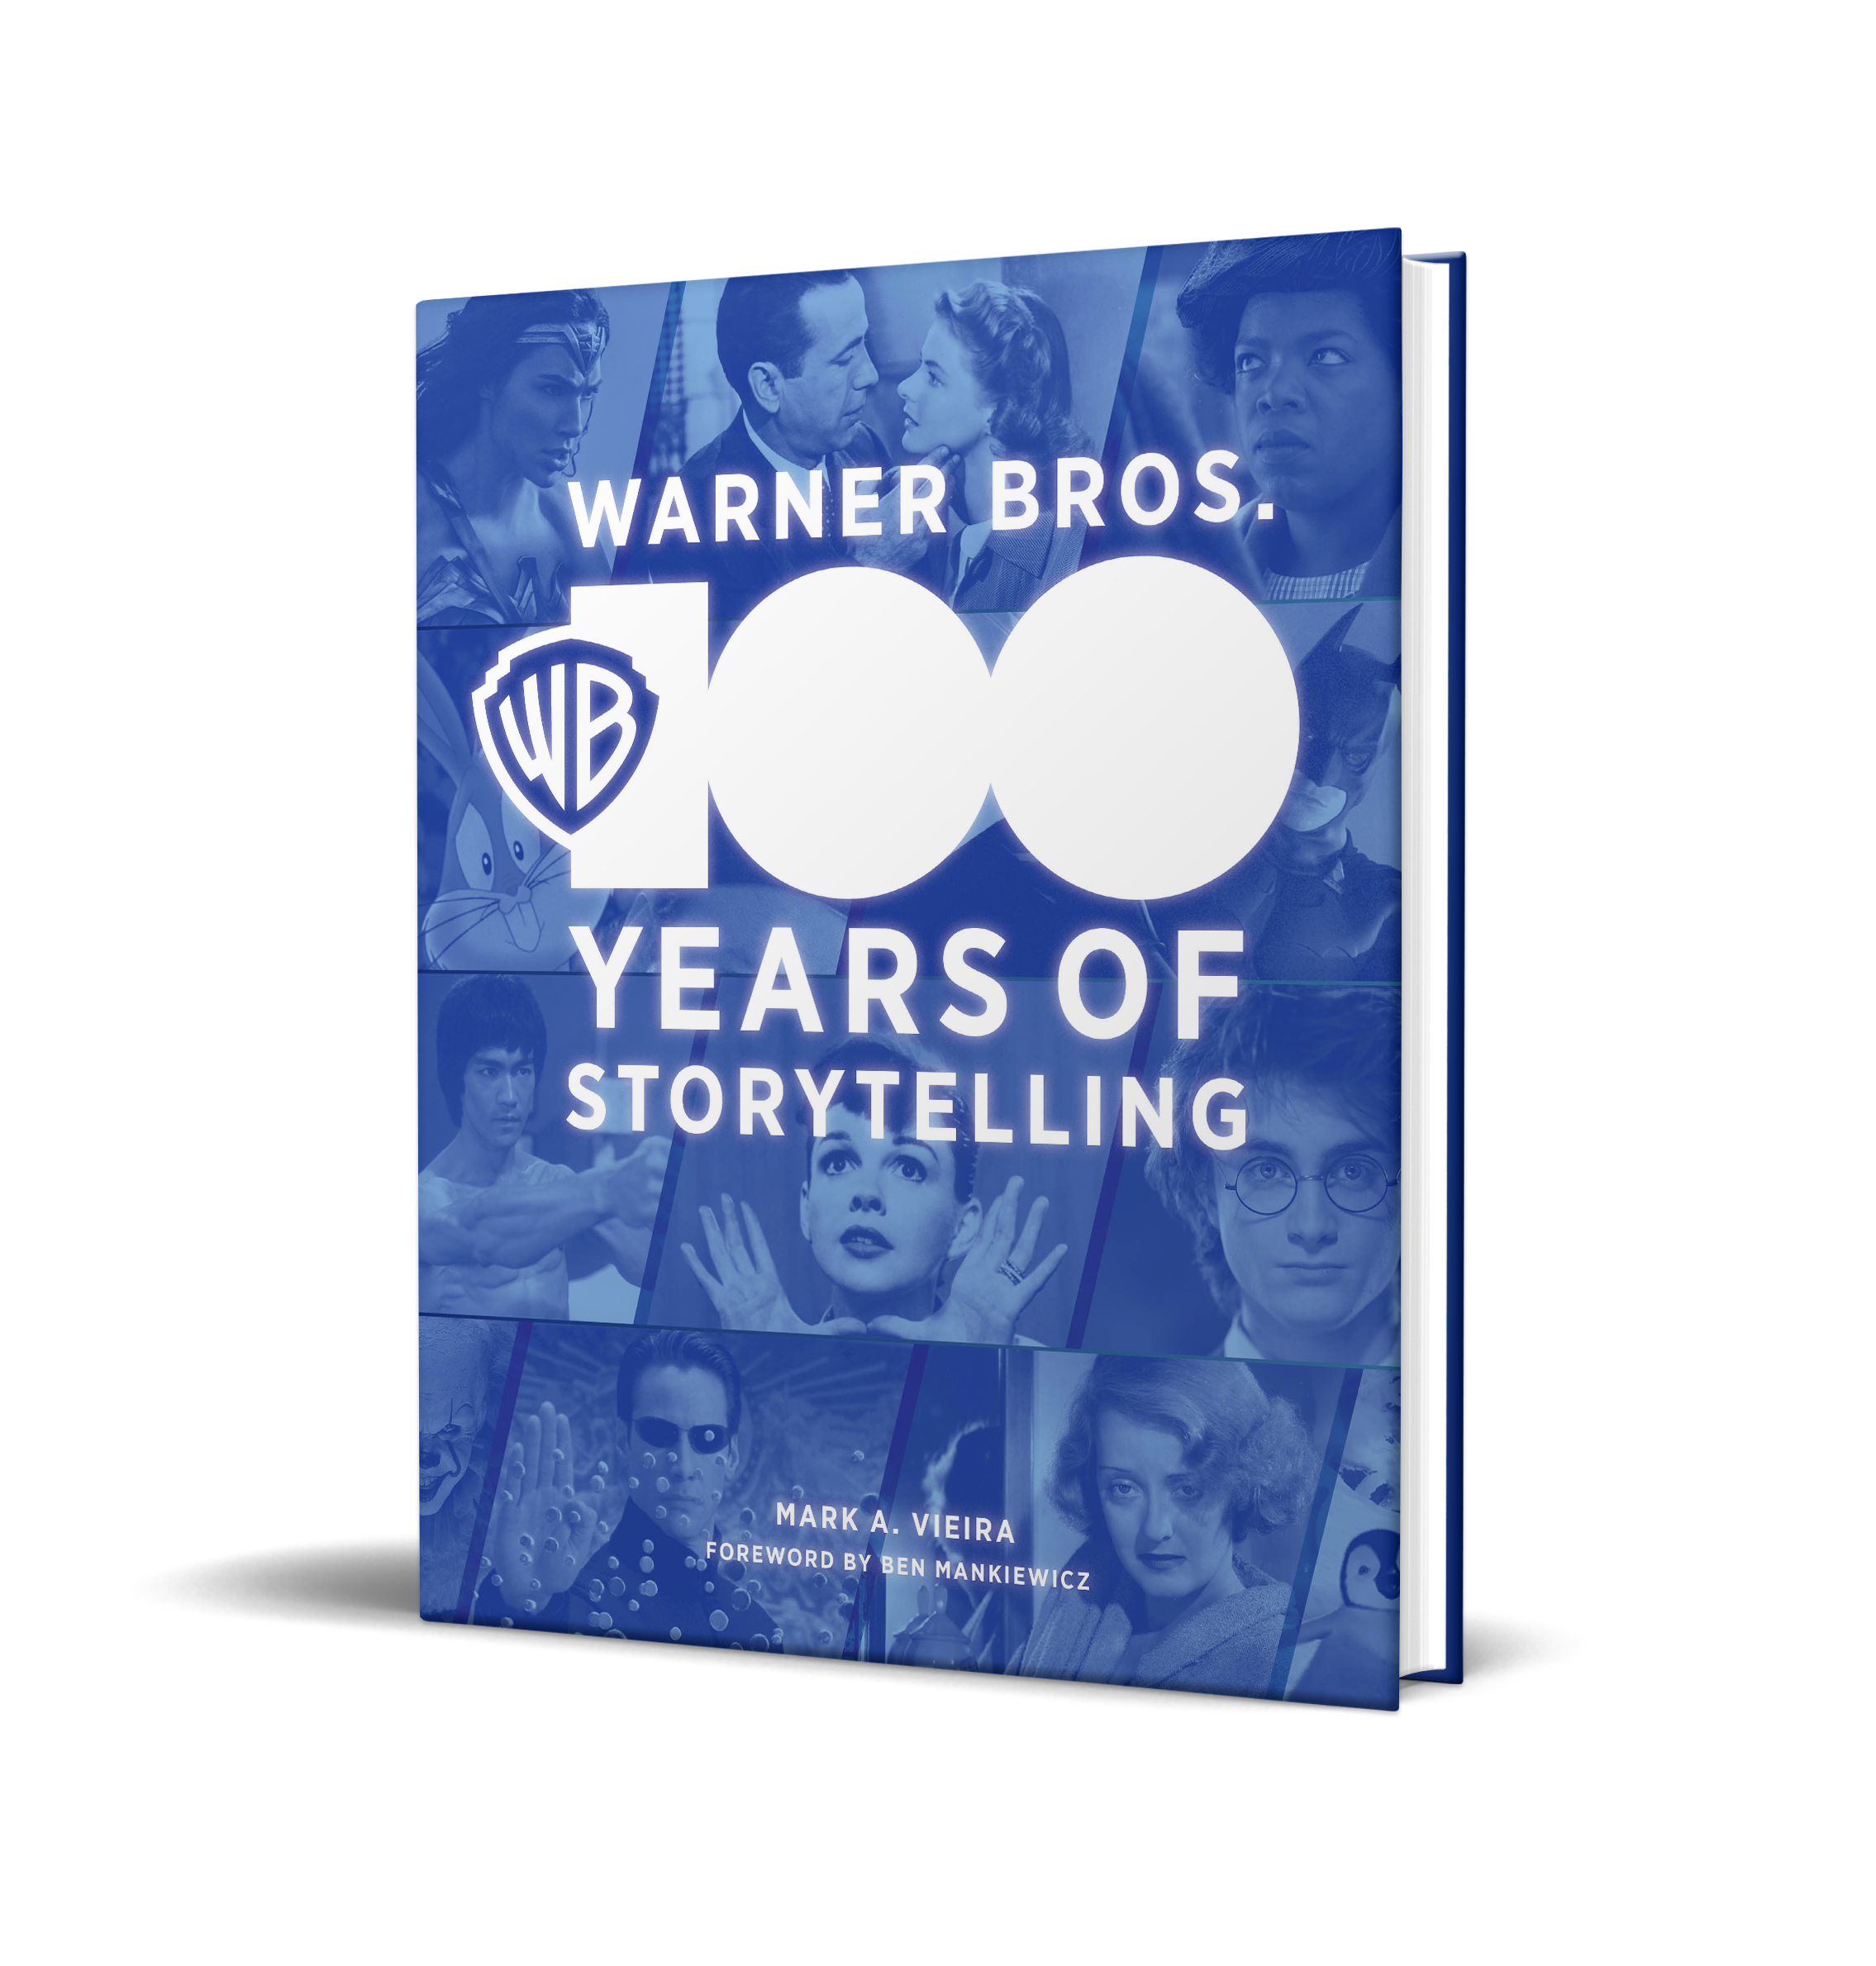 WARNER BROS.
WB
100
YEARS OF
STORYTELLING
MARK A. VIEIRA
FOREWORD BY BEN MANKIEWICZ